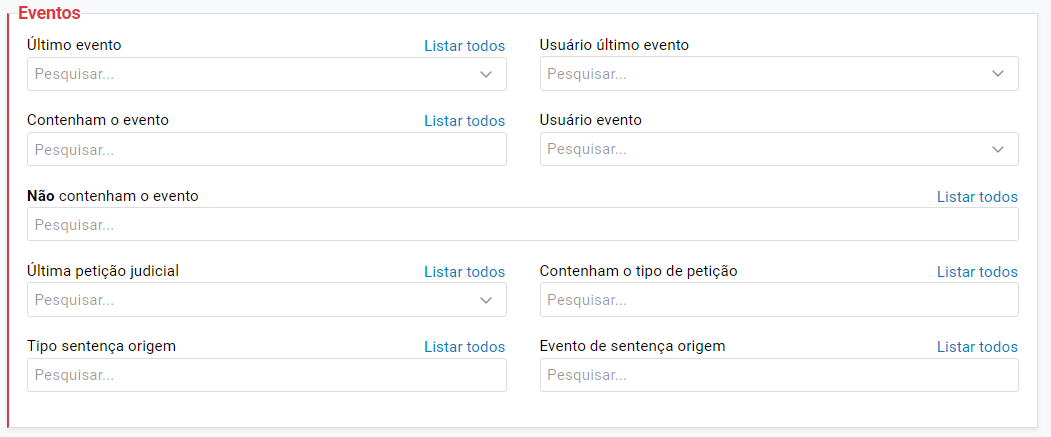 Eventos
Último evento Listar todos Usuário último evento
Pesquisar... Pesquisar...
Contenham o evento Listar todos Usuário evento
Pesquisar... Pesquisar...
Não contenham o evento Listar todos
Pesquisar...
Última petição judicial Listar todos Contenham o tipo de petição Listar todos
Pesquisar... Pesquisar...
Tipo sentença origem Listar todos Evento de sentença origem Listar todos
Pesquisar... Pesquisar...